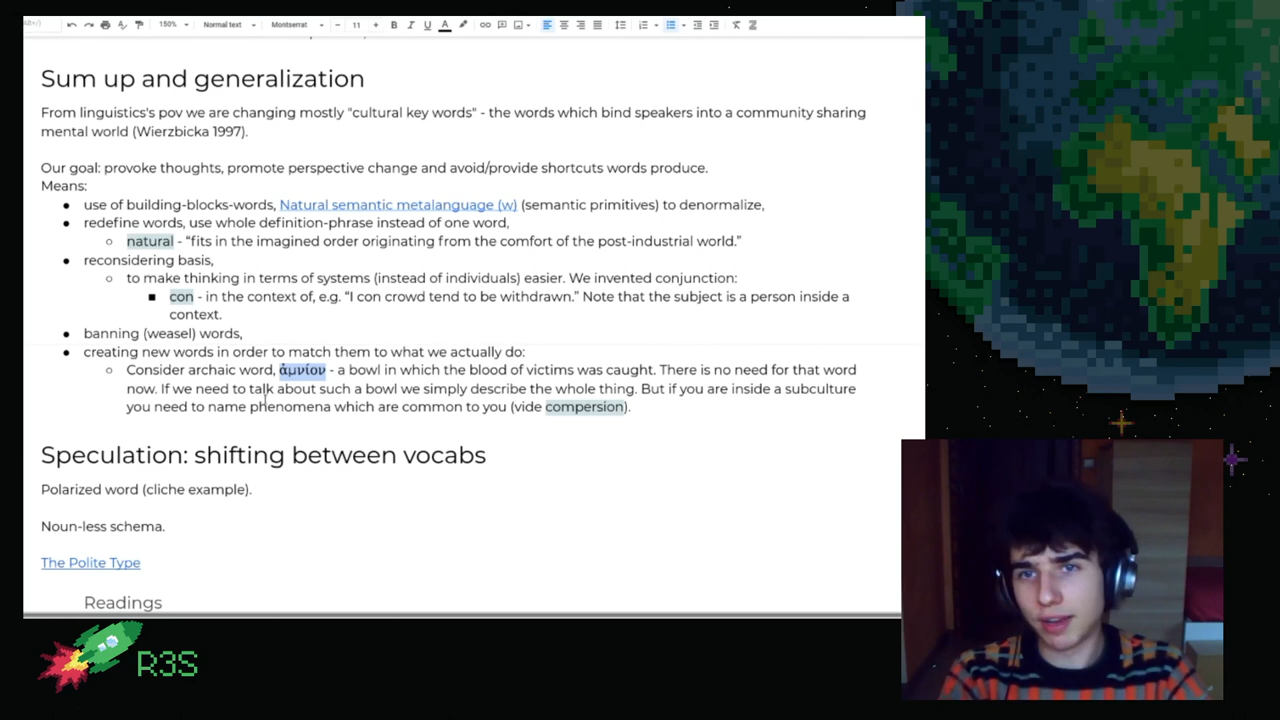 150% Normal text Montserrat − 11 + B I U A
Sum up and generalization
From linguistics's pov we are changing mostly "cultural key words" - the words which bind speakers into a community sharing
mental world (Wierzbicka 1997).
Our goal: provoke thoughts, promote perspective change and avoid/provide shortcuts words produce.
Means:
● use of building-blocks-words, Natural semantic metalanguage (w) (semantic primitives) to denormalize,
● redefine words, use whole definition-phrase instead of one word,
○ natural - “fits in the imagined order originating from the comfort of the post-industrial world.”
● reconsidering basis,
○ to make thinking in terms of systems (instead of individuals) easier. We invented conjunction:
■ con - in the context of, e.g. “I con crowd tend to be withdrawn.” Note that the subject is a person inside a
context.
● banning (weasel) words,
● creating new words in order to match them to what we actually do:
○ Consider archaic word, ἀμνίον - a bowl in which the blood of victims was caught. There is no need for that word
now. If we need to talk about such a bowl we simply describe the whole thing. But if you are inside a subculture
you need to name phenomena which are common to you (vide compersion).
Speculation: shifting between vocabs
Polarized word (cliche example).
Noun-less schema.
The Polite Type
Readings
R3S